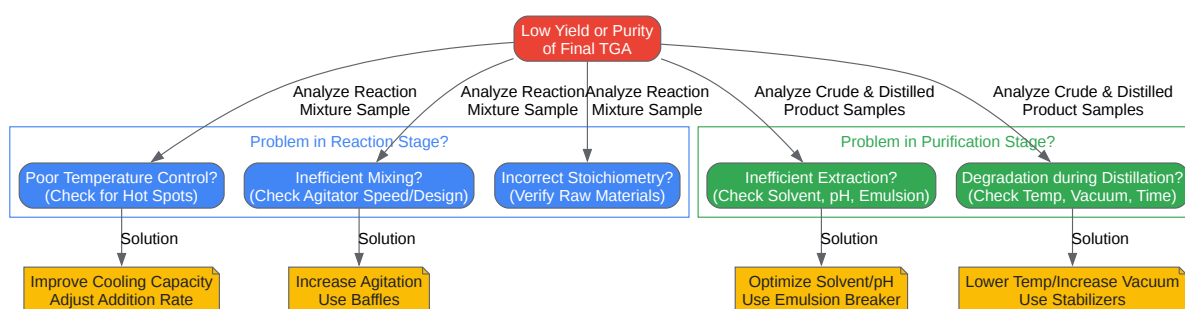 Low Yield or Purity
of Final TGA
Analyze Reaction
Mixture Sample
Analyze Reaction
Mixture Sample
Analyze Reaction
Mixture Sample
Analyze Crude & Distilled
Product Samples
Analyze Crude & Distilled
Product Samples
Problem in Reaction Stage?
Problem in Purification Stage?
Poor Temperature Control?
(Check for Hot Spots)
Inefficient Mixing?
(Check Agitator Speed/Design)
Incorrect Stoichiometry?
(Verify Raw Materials)
Inefficient Extraction?
(Check Solvent, pH, Emulsion)
Degradation during Distillation?
(Check Temp, Vacuum, Time)
Solution
Solution
Solution
Solution
Improve Cooling Capacity
Adjust Addition Rate
Increase Agitation
Use Baffles
Optimize Solvent/pH
Use Emulsion Breaker
Lower Temp/Increase Vacuum
Use Stabilizers